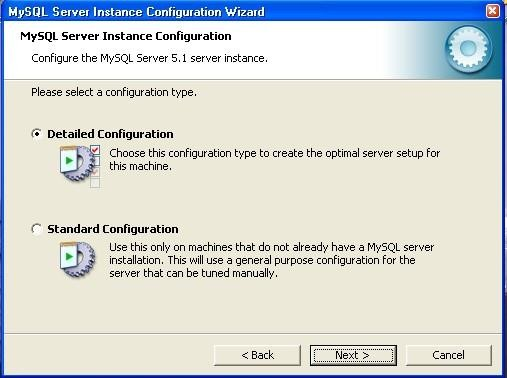 MySQL Server Instance Configuration Wizard
MySQL Server Instance Configuration
Configure the MySQL Server 5.1 server instance.
Please select a configuration type.
Detailed Configuration
Choose this configuration type to create the optimal server setup for
this machine.
Standard Configuration
Use this only on machines that do not already have a MySQL server
installation. This will use a general purpose configuration for the
server that can be tuned manually.
< Back
Next >
Cancel